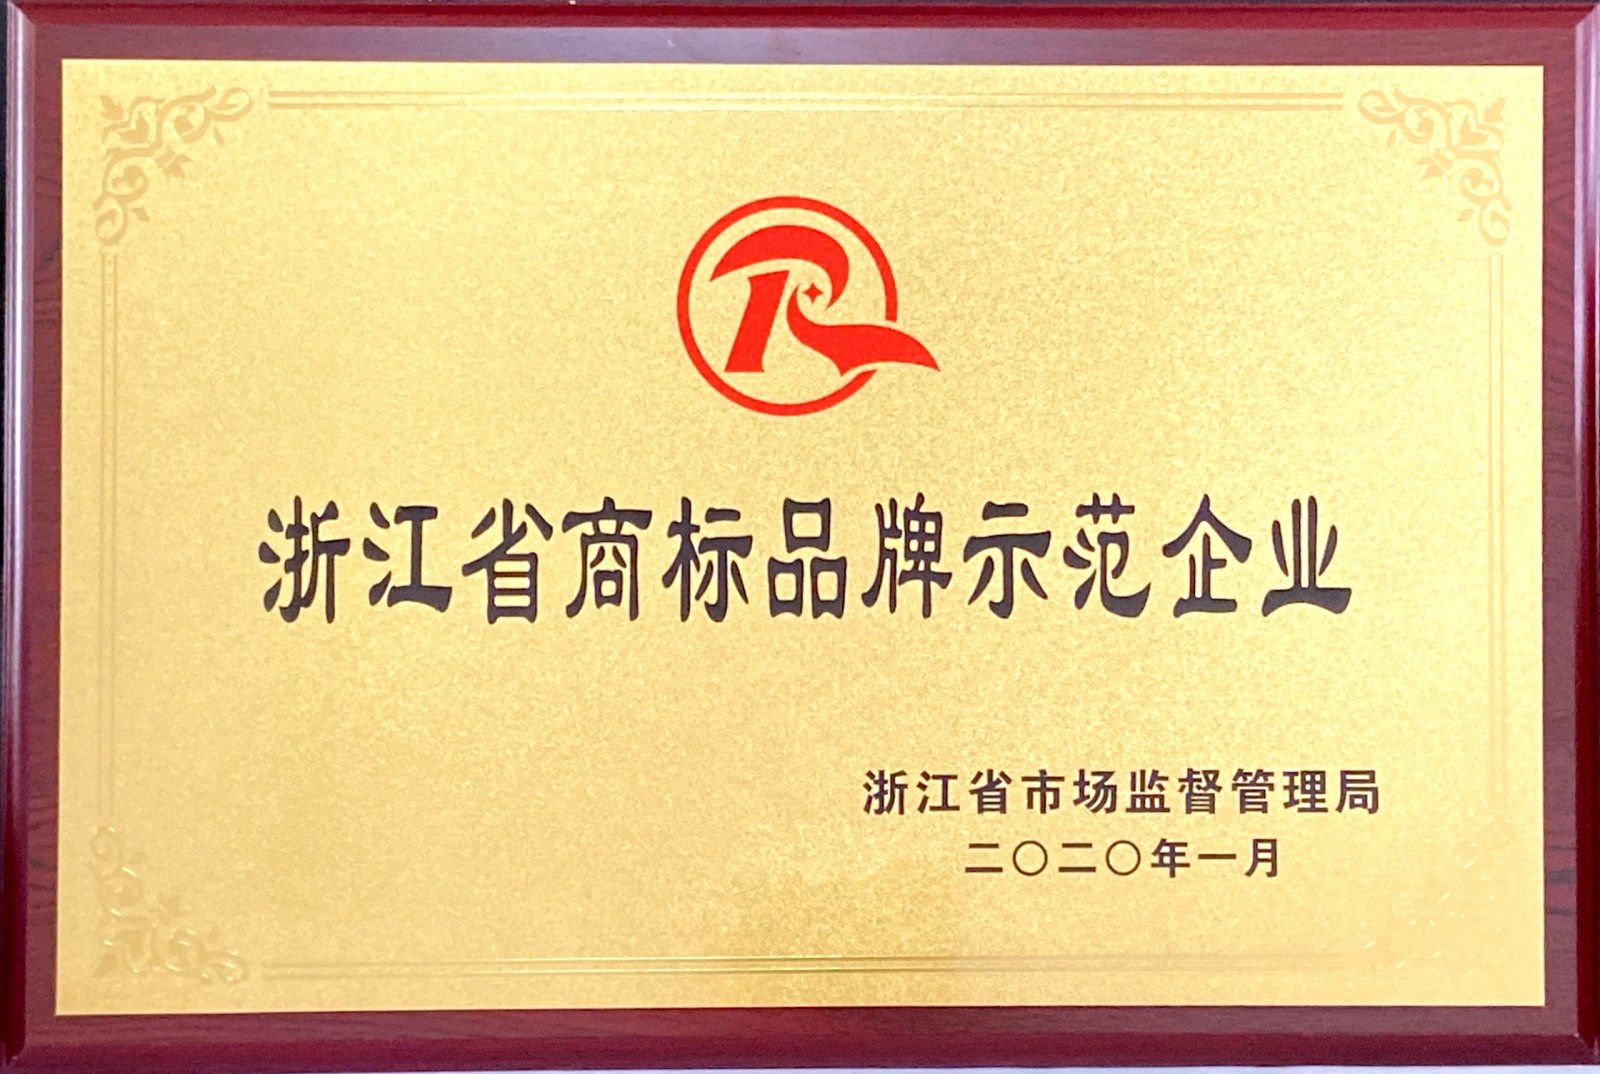 浙江省商标品牌示范企业
浙江省市场监督管理局
二〇二〇年一月